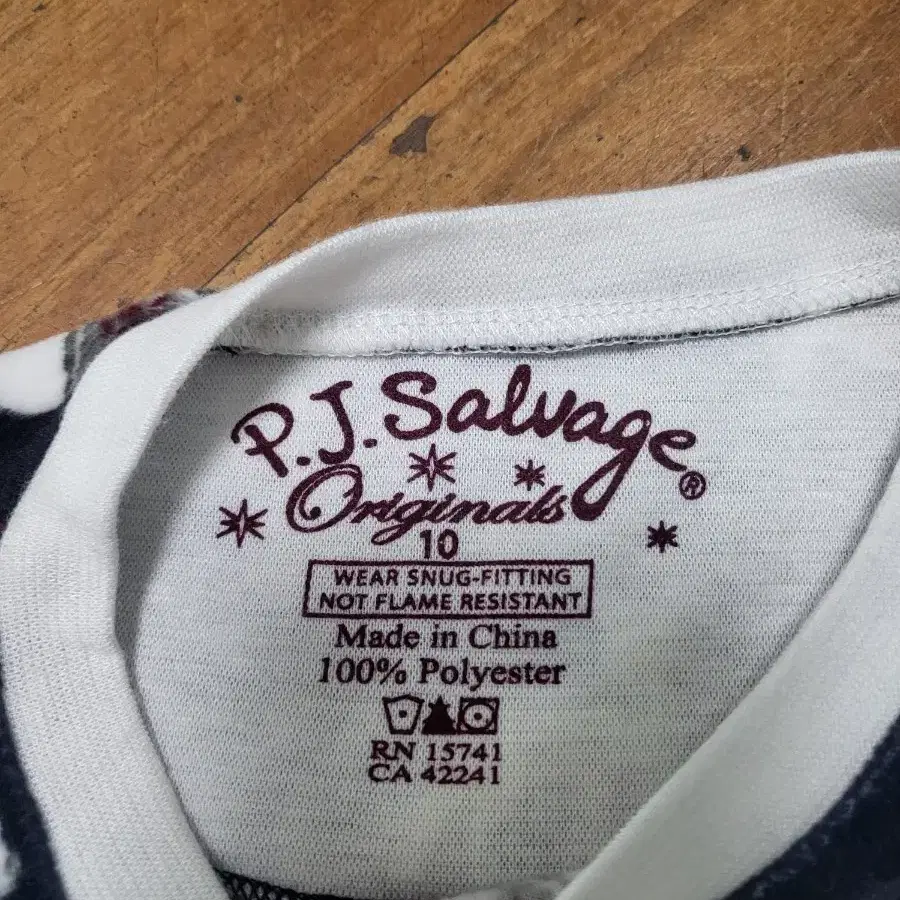 P.J. Salvage®
Originals
10
WEAR SNUG-FITTING
NOT FLAME RESISTANT
Made in China
100% Polyester
RN 15741
CA 42241